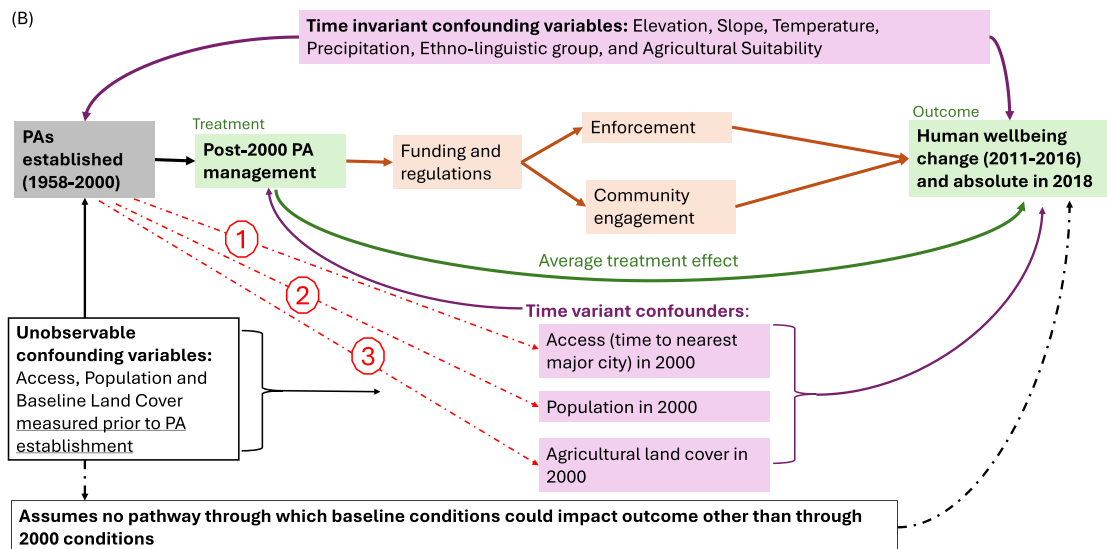 (B)
Time invariant confounding variables: Elevation, Slope, Temperature,
Precipitation, Ethno-linguistic group, and Agricultural Suitability
PAs
established
(1958-2000)
Treatment
Post-2000 PA
management
Funding and
regulations
Enforcement
Community
engagement
Outcome
Human wellbeing
change (2011-2016)
and absolute in 2018
1
2
3
Average treatment effect
Time variant confounders:
Access (time to nearest
major city) in 2000
Population in 2000
Agricultural land cover in
2000
Unobservable
confounding variables:
Access, Population and
Baseline Land Cover
measured prior to PA
establishment
Assumes no pathway through which baseline conditions could impact outcome other than through
2000 conditions